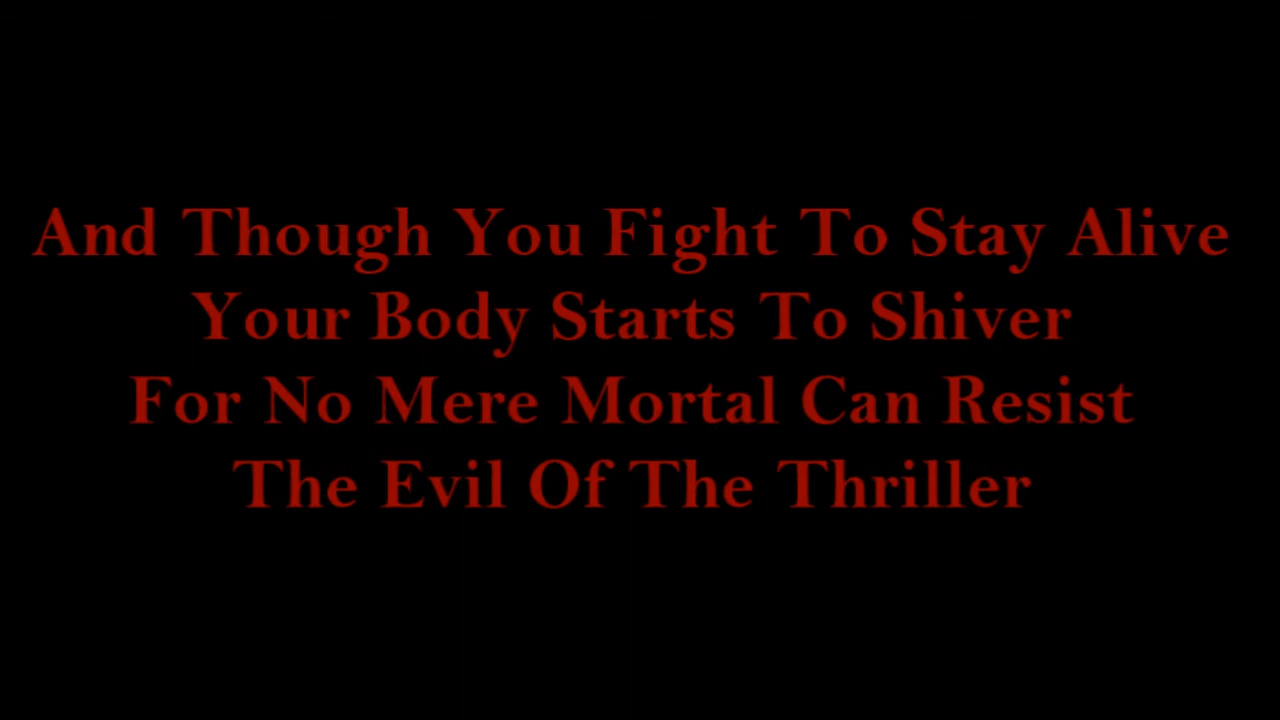 And Though You Fight To Stay Alive
Your Body Starts To Shiver
For No Mere Mortal Can Resist
The Evil Of The Thriller